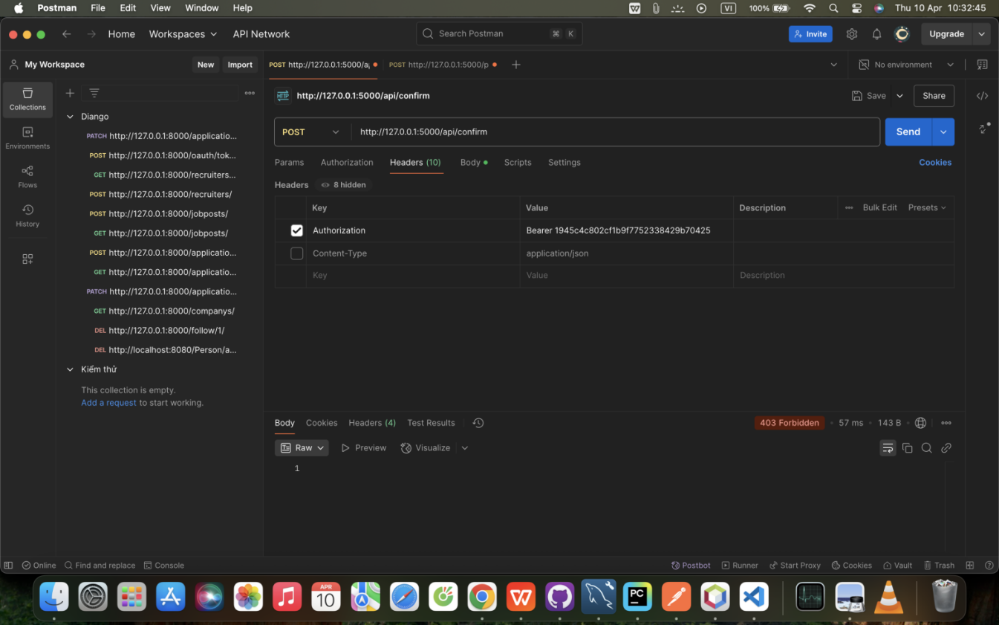 Postman File Edit View Window Help
VI 100% Thu 10 Apr 10:32:45
Home Workspaces API Network
Search Postman ⌘ K
Invite Upgrade
My Workspace New Import
POST http://127.0.0.1:5000/a POST http://127.0.0.1:5000/p
No environment
Collections
Environments
Flows
History
Diango
PATCH http://127.0.0.1:8000/applicatio...
POST http://127.0.0.1:8000/oauth/tok...
GET http://127.0.0.1:8000/recruiters...
POST http://127.0.0.1:8000/recruiters/
POST http://127.0.0.1:8000/jobposts/
GET http://127.0.0.1:8000/jobposts/
POST http://127.0.0.1:8000/applicatio...
GET http://127.0.0.1:8000/applicatio...
PATCH http://127.0.0.1:8000/applicatio...
GET http://127.0.0.1:8000/companys/
DEL http://127.0.0.1:8000/follow/1/
DEL http://localhost:8080/Person/a...
Kiểm thử
This collection is empty.
Add a request to start working.
HTTP http://127.0.0.1:5000/api/confirm
Save Share
POST http://127.0.0.1:5000/api/confirm Send
Params Authorization Headers (10) Body Scripts Settings Cookies
Headers 8 hidden
Key Value Description Bulk Edit Presets
Authorization Bearer 1945c4c802cf1b9f7752338429b70425
Content-Type application/json
Key Value Description
Body Cookies Headers (4) Test Results
403 Forbidden 57 ms 143 B
Raw Preview Visualize
1
Online Find and replace Console
Postbot Runner Start Proxy Cookies Vault Trash
APR
10
PC